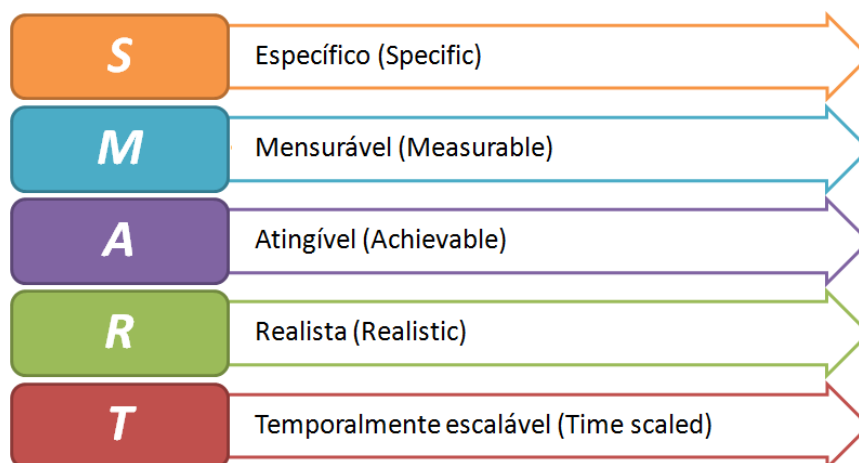 S
Específico (Specific)
M
Mensurável (Measurable)
A
Atingível (Achievable)
R
Realista (Realistic)
T
Temporalmente escalável (Time scaled)